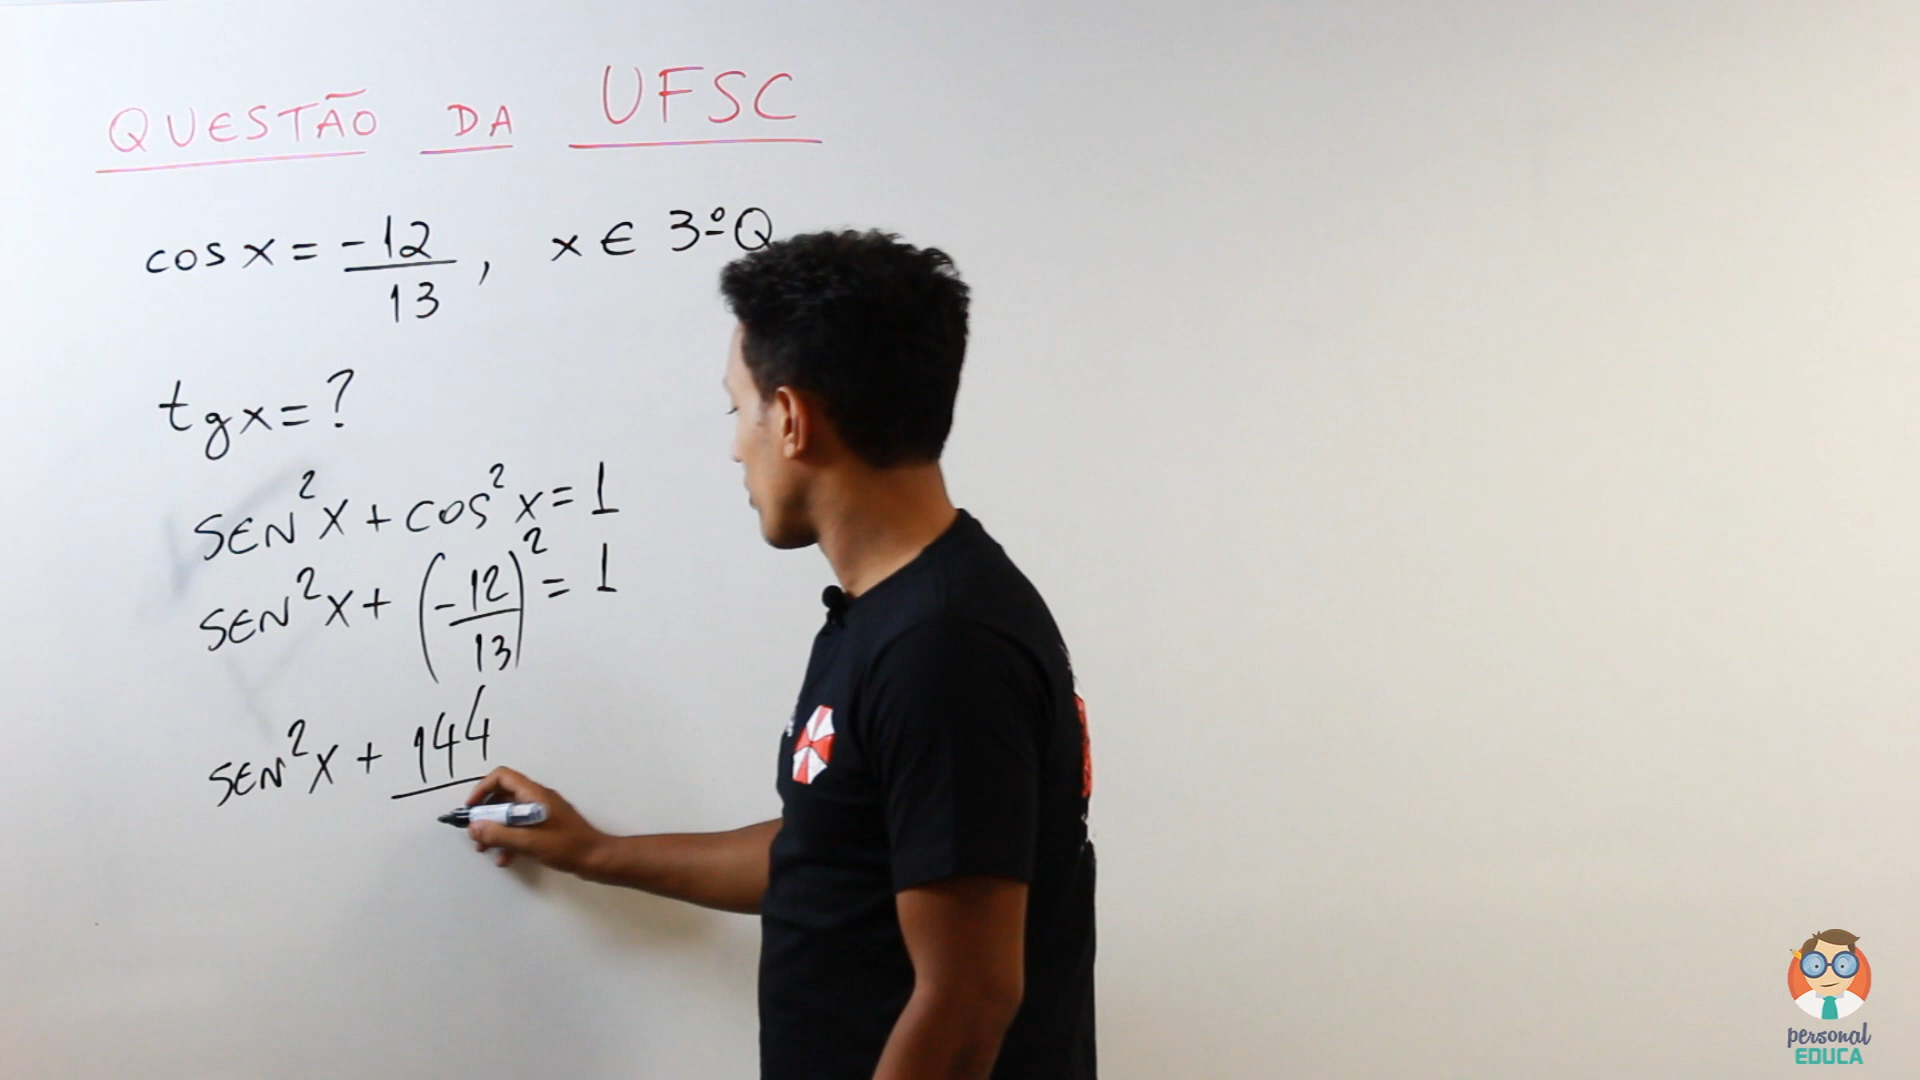 QUESTÃO DA UFSC
cos x = -12/13 , x ∈ 3º Q
tg x = ?
SEN²x + cos²x = 1
SEN²x + (-12/13)² = 1
SEN²x + 144
personal
EDUCA